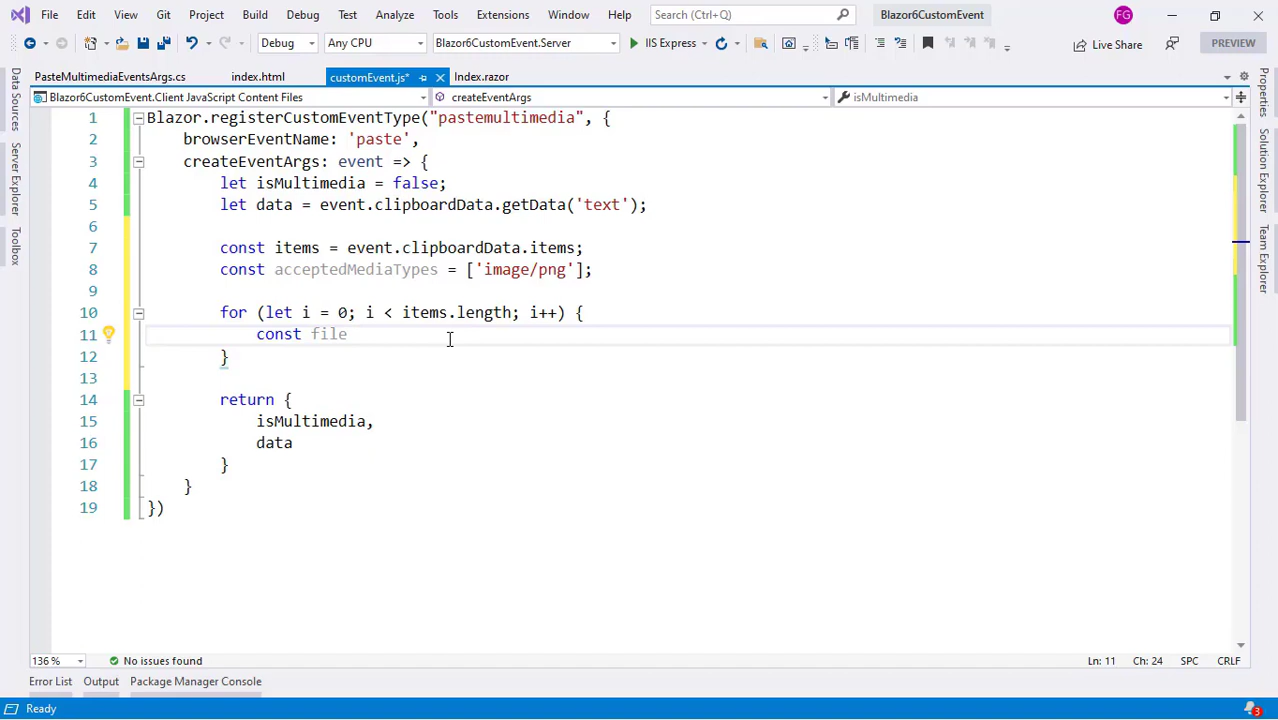 File Edit View Git Project Build Debug Test Analyze Tools Extensions Window Help Search (Ctrl+Q) Blazor6CustomEvent FG
Debug Any CPU Blazor6CustomEvent.Server IIS Express Live Share PREVIEW
PasteMultimediaEventsArgs.cs index.html customEvent.js* Index.razor
Blazor6CustomEvent.Client JavaScript Content Files createEventArgs isMultimedia
Data Sources
Server Explorer
Toolbox
1 Blazor.registerCustomEventType("pastemultimedia", {
2 browserEventName: 'paste',
3 createEventArgs: event => {
4 let isMultimedia = false;
5 let data = event.clipboardData.getData('text');
6
7 const items = event.clipboardData.items;
8 const acceptedMediaTypes = ['image/png'];
9
10 for (let i = 0; i < items.length; i++) {
11 const file
12 }
13
14 return {
15 isMultimedia,
16 data
17 }
18 }
19 })
Properties
Solution Explorer
Team Explorer
136 % No issues found Ln: 11 Ch: 24 SPC CRLF
Error List Output Package Manager Console
Ready 3